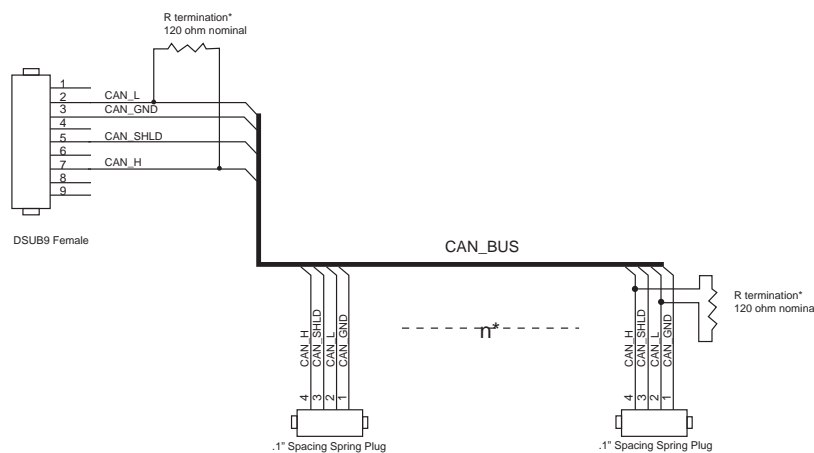 R termination*
120 ohm nominal
1
2
3
4
5
6
7
8
9
CAN_L
CAN_GND
CAN_SHLD
CAN_H
DSUB9 Female
CAN_BUS
CAN_H
CAN_SHLD
CAN_L
CAN_GND
4
3
2
1
.1" Spacing Spring Plug
n*
CAN_H
CAN_SHLD
CAN_L
CAN_GND
4
3
2
1
.1" Spacing Spring Plug
R termination*
120 ohm nomina